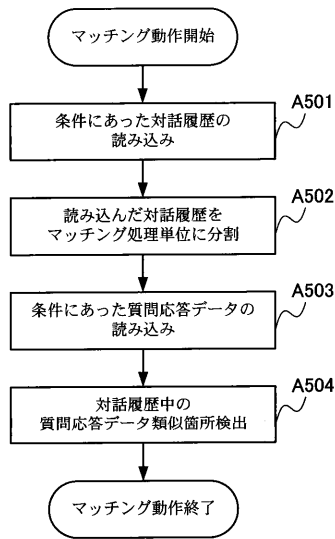 マッチング動作開始
A501
条件にあった対話履歴の
読み込み
A502
読み込んだ対話履歴を
マッチング処理単位に分割
A503
条件にあった質問応答データの
読み込み
A504
対話履歴中の
質問応答データ類似箇所検出
マッチング動作終了